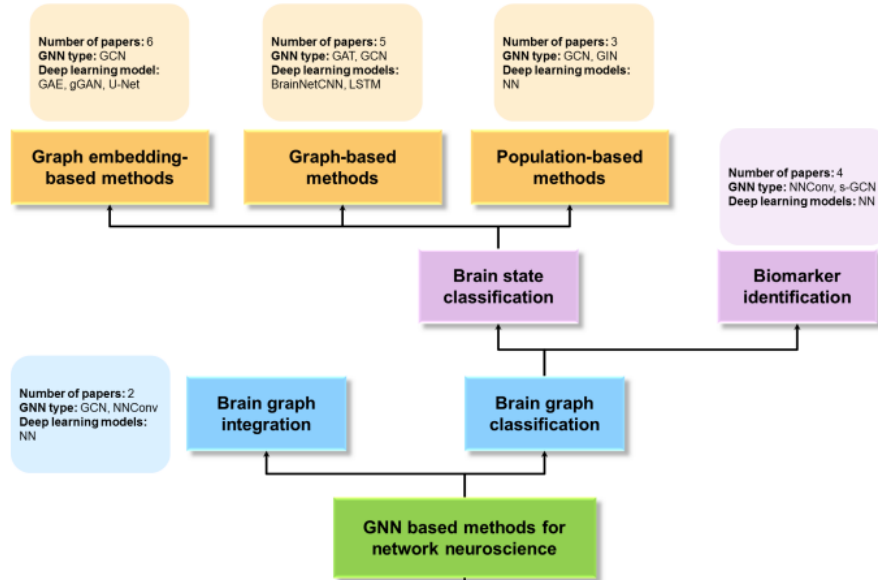 Number of papers: 6
GNN type: GCN
Deep learning model:
GAE, gGAN, U-Net
Number of papers: 5
GNN type: GAT, GCN
Deep learning models:
BrainNetCNN, LSTM
Number of papers: 3
GNN type: GCN, GIN
Deep learning models:
NN
Graph embedding-
based methods
Graph-based
methods
Population-based
methods
Number of papers: 4
GNN type: NNConv, s-GCN
Deep learning models: NN
Brain state
classification
Biomarker
identification
Number of papers: 2
GNN type: GCN, NNConv
Deep learning models:
NN
Brain graph
integration
Brain graph
classification
GNN based methods for
network neuroscience